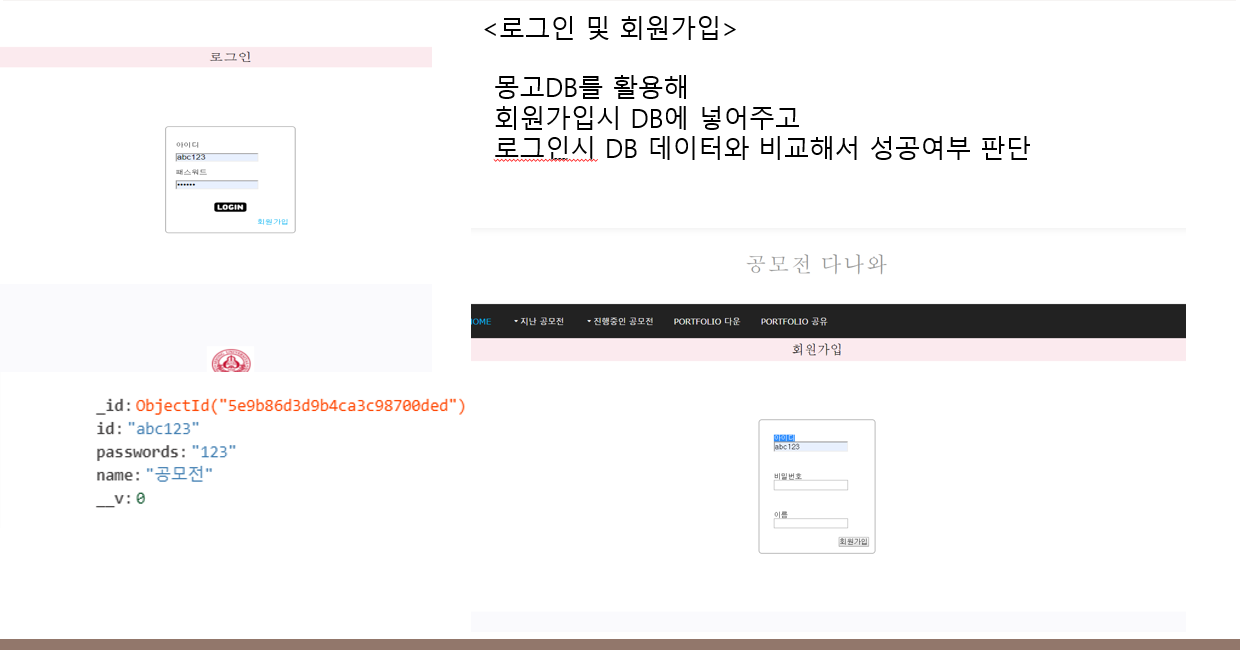 <로그인 및 회원가입>
몽고DB를 활용해
회원가입시 DB에 넣어주고
로그인시 DB 데이터와 비교해서 성공여부 판단
로그인
아이디
abc123
패스워드
••••••
LOGIN
회원가입
_id: ObjectId("5e9b86d3d9b4ca3c98700ded")
id: "abc123"
passwords: "123"
name: "공모전"
__v: 0
공모전 다나와
HOME ▾ 지난 공모전 ▾ 진행중인 공모전 PORTFOLIO 다운 PORTFOLIO 공유
회원가입
아이디
abc123
비밀번호
이름
회원가입